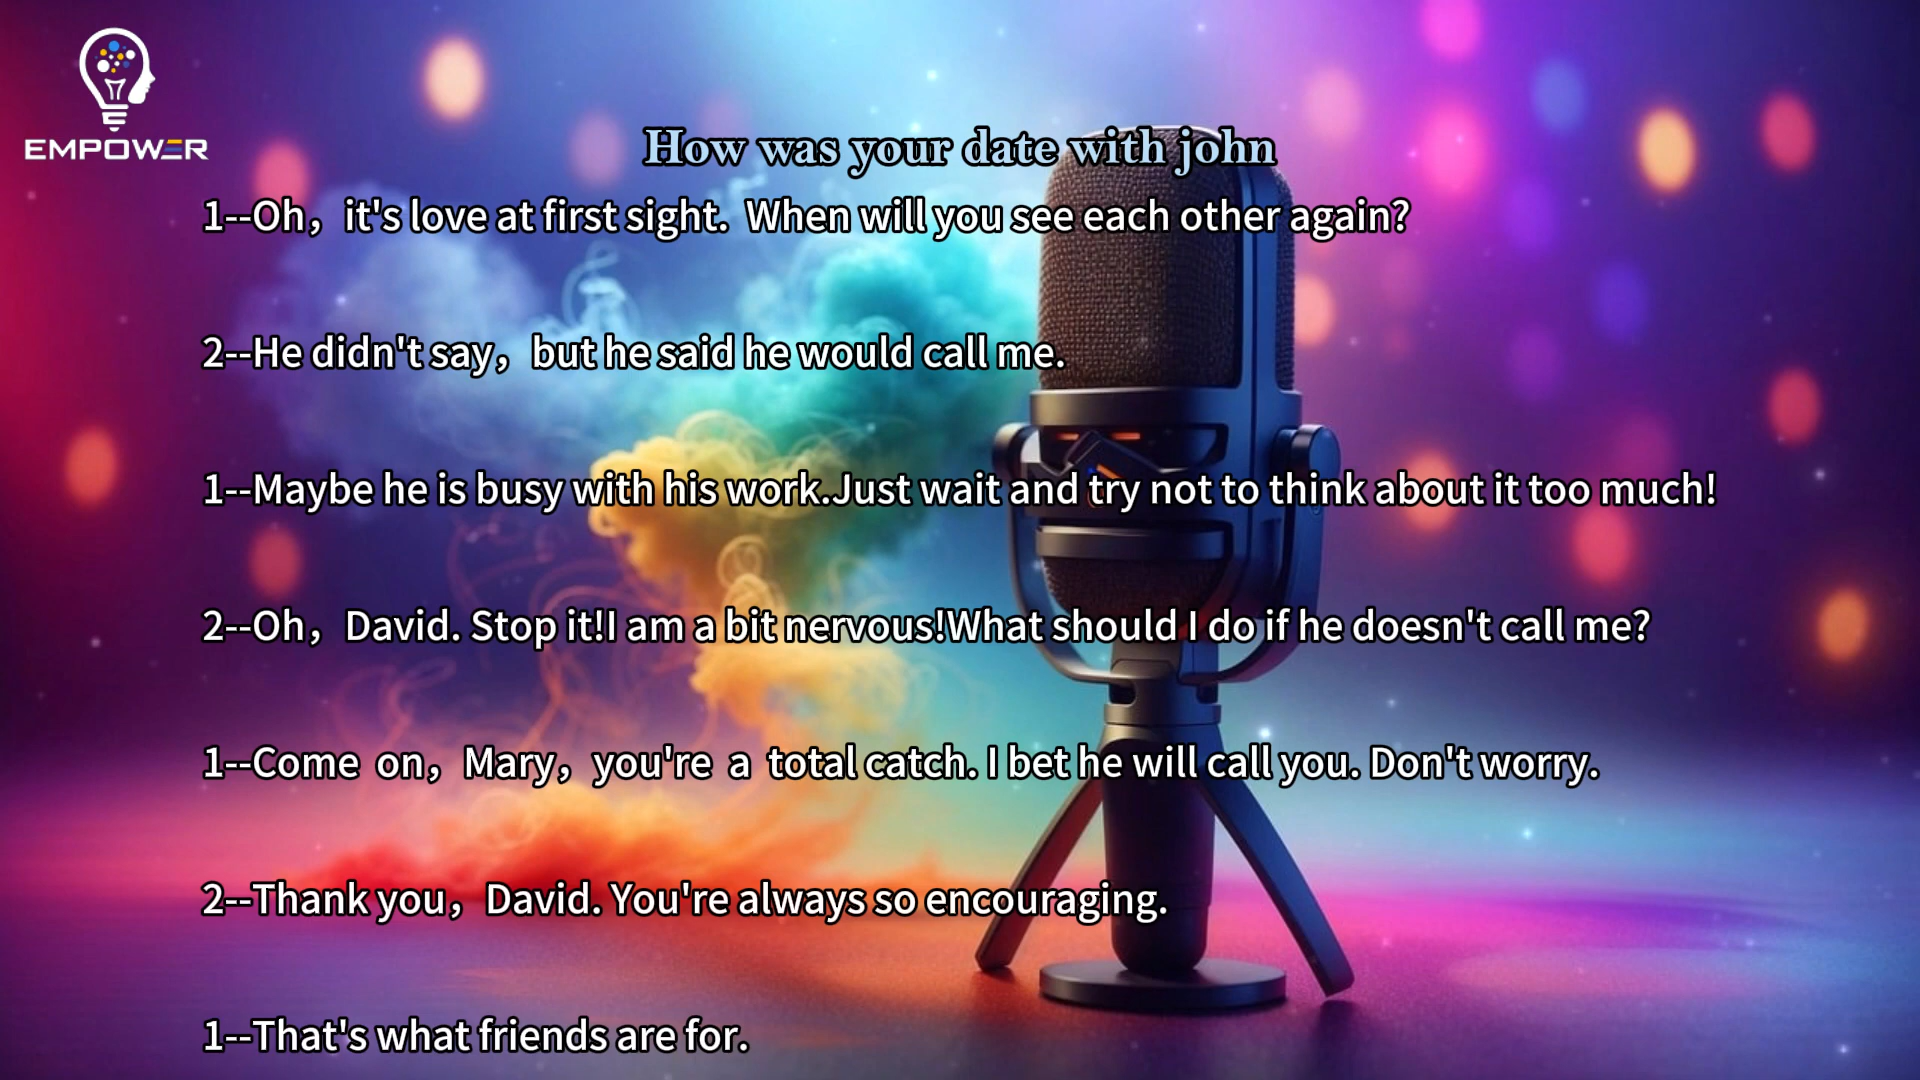 EMPOWER
How was your date with john
1--Oh，it's love at first sight. When will you see each other again?
2--He didn't say，but he said he would call me.
1--Maybe he is busy with his work.Just wait and try not to think about it too much!
2--Oh，David. Stop it!I am a bit nervous!What should I do if he doesn't call me?
1--Come on，Mary，you're a total catch. I bet he will call you. Don't worry.
2--Thank you，David. You're always so encouraging.
1--That's what friends are for.